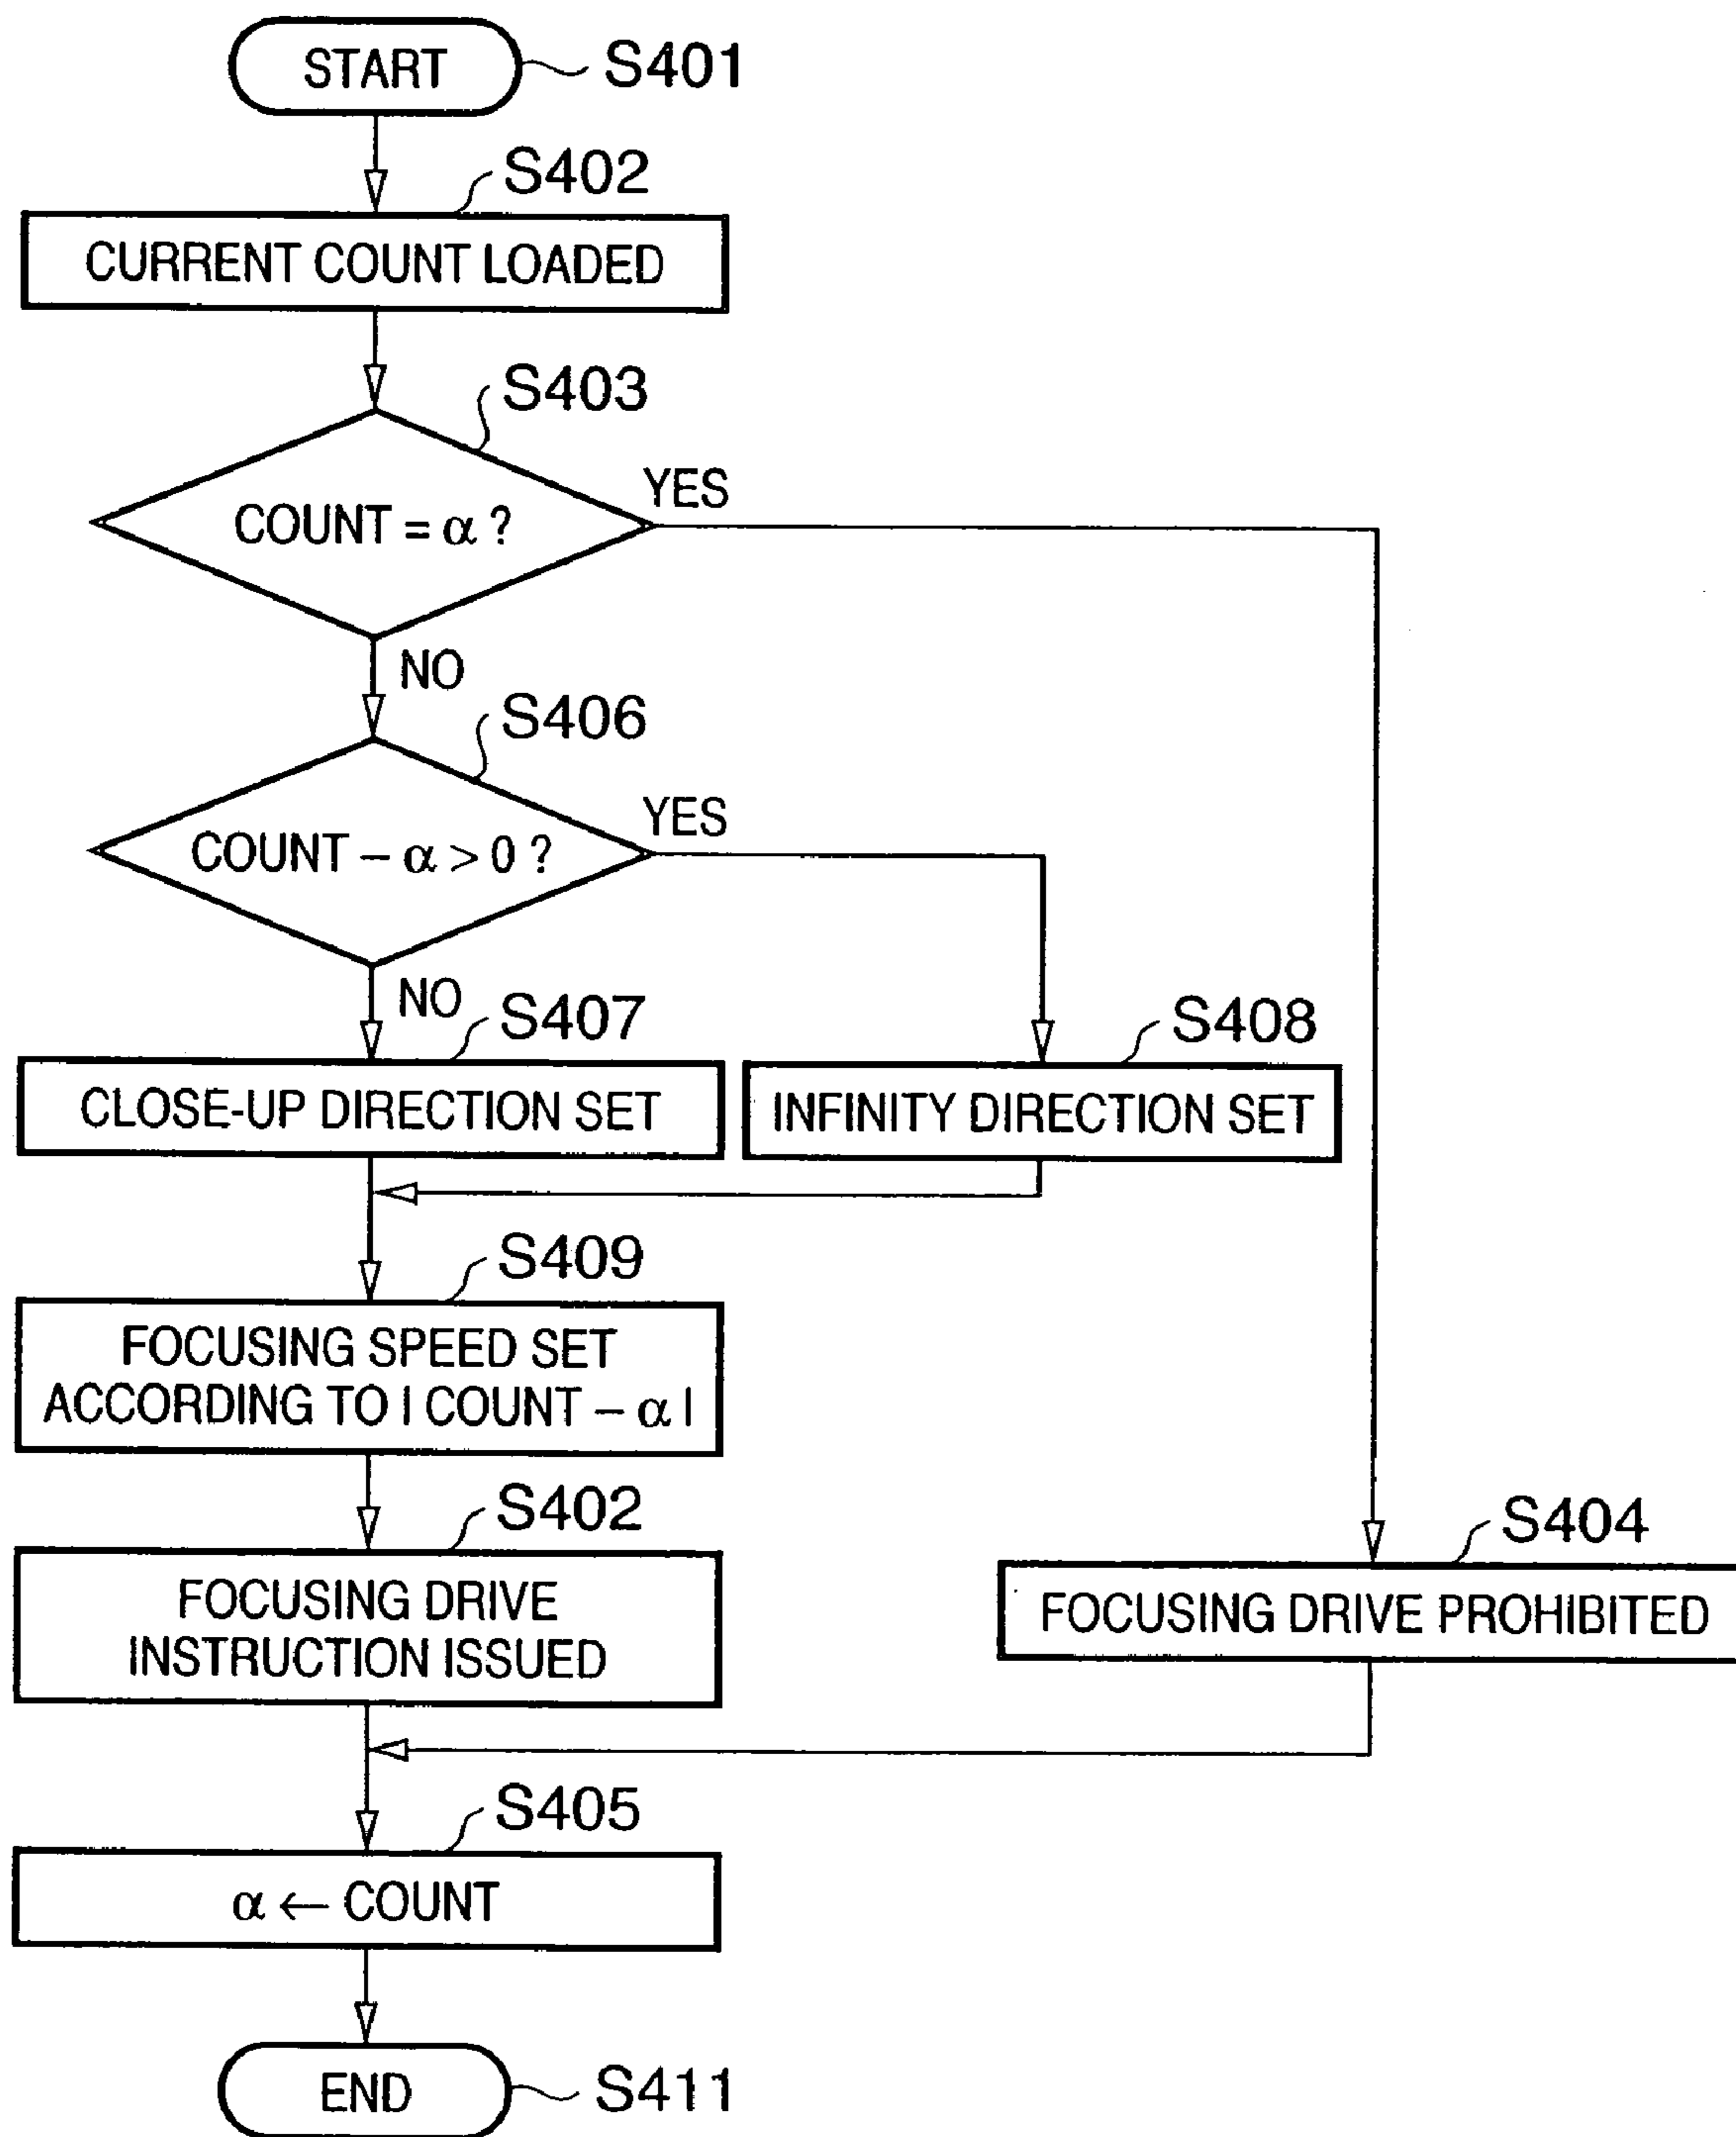 START
S401
S402
CURRENT COUNT LOADED
S403
COUNT = α ?
YES
NO
S406
COUNT – α > 0 ?
YES
NO
S407
CLOSE-UP DIRECTION SET
S408
INFINITY DIRECTION SET
S409
FOCUSING SPEED SET
ACCORDING TO I COUNT – α I
S402
FOCUSING DRIVE
INSTRUCTION ISSUED
S404
FOCUSING DRIVE PROHIBITED
S405
α ← COUNT
END
S411